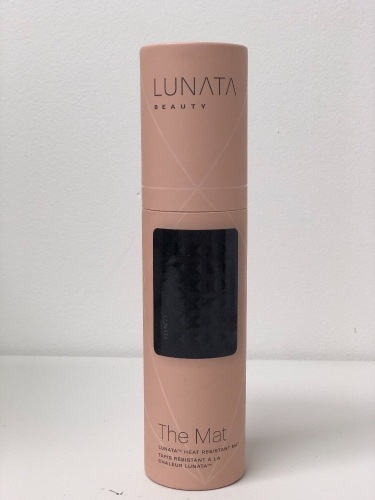 LUNATA
BEAUTY
The Mat
LUNATA™ HEAT RESISTANT MAT
TAPIS RÉSISTANT À LA
CHALEUR LUNATA™